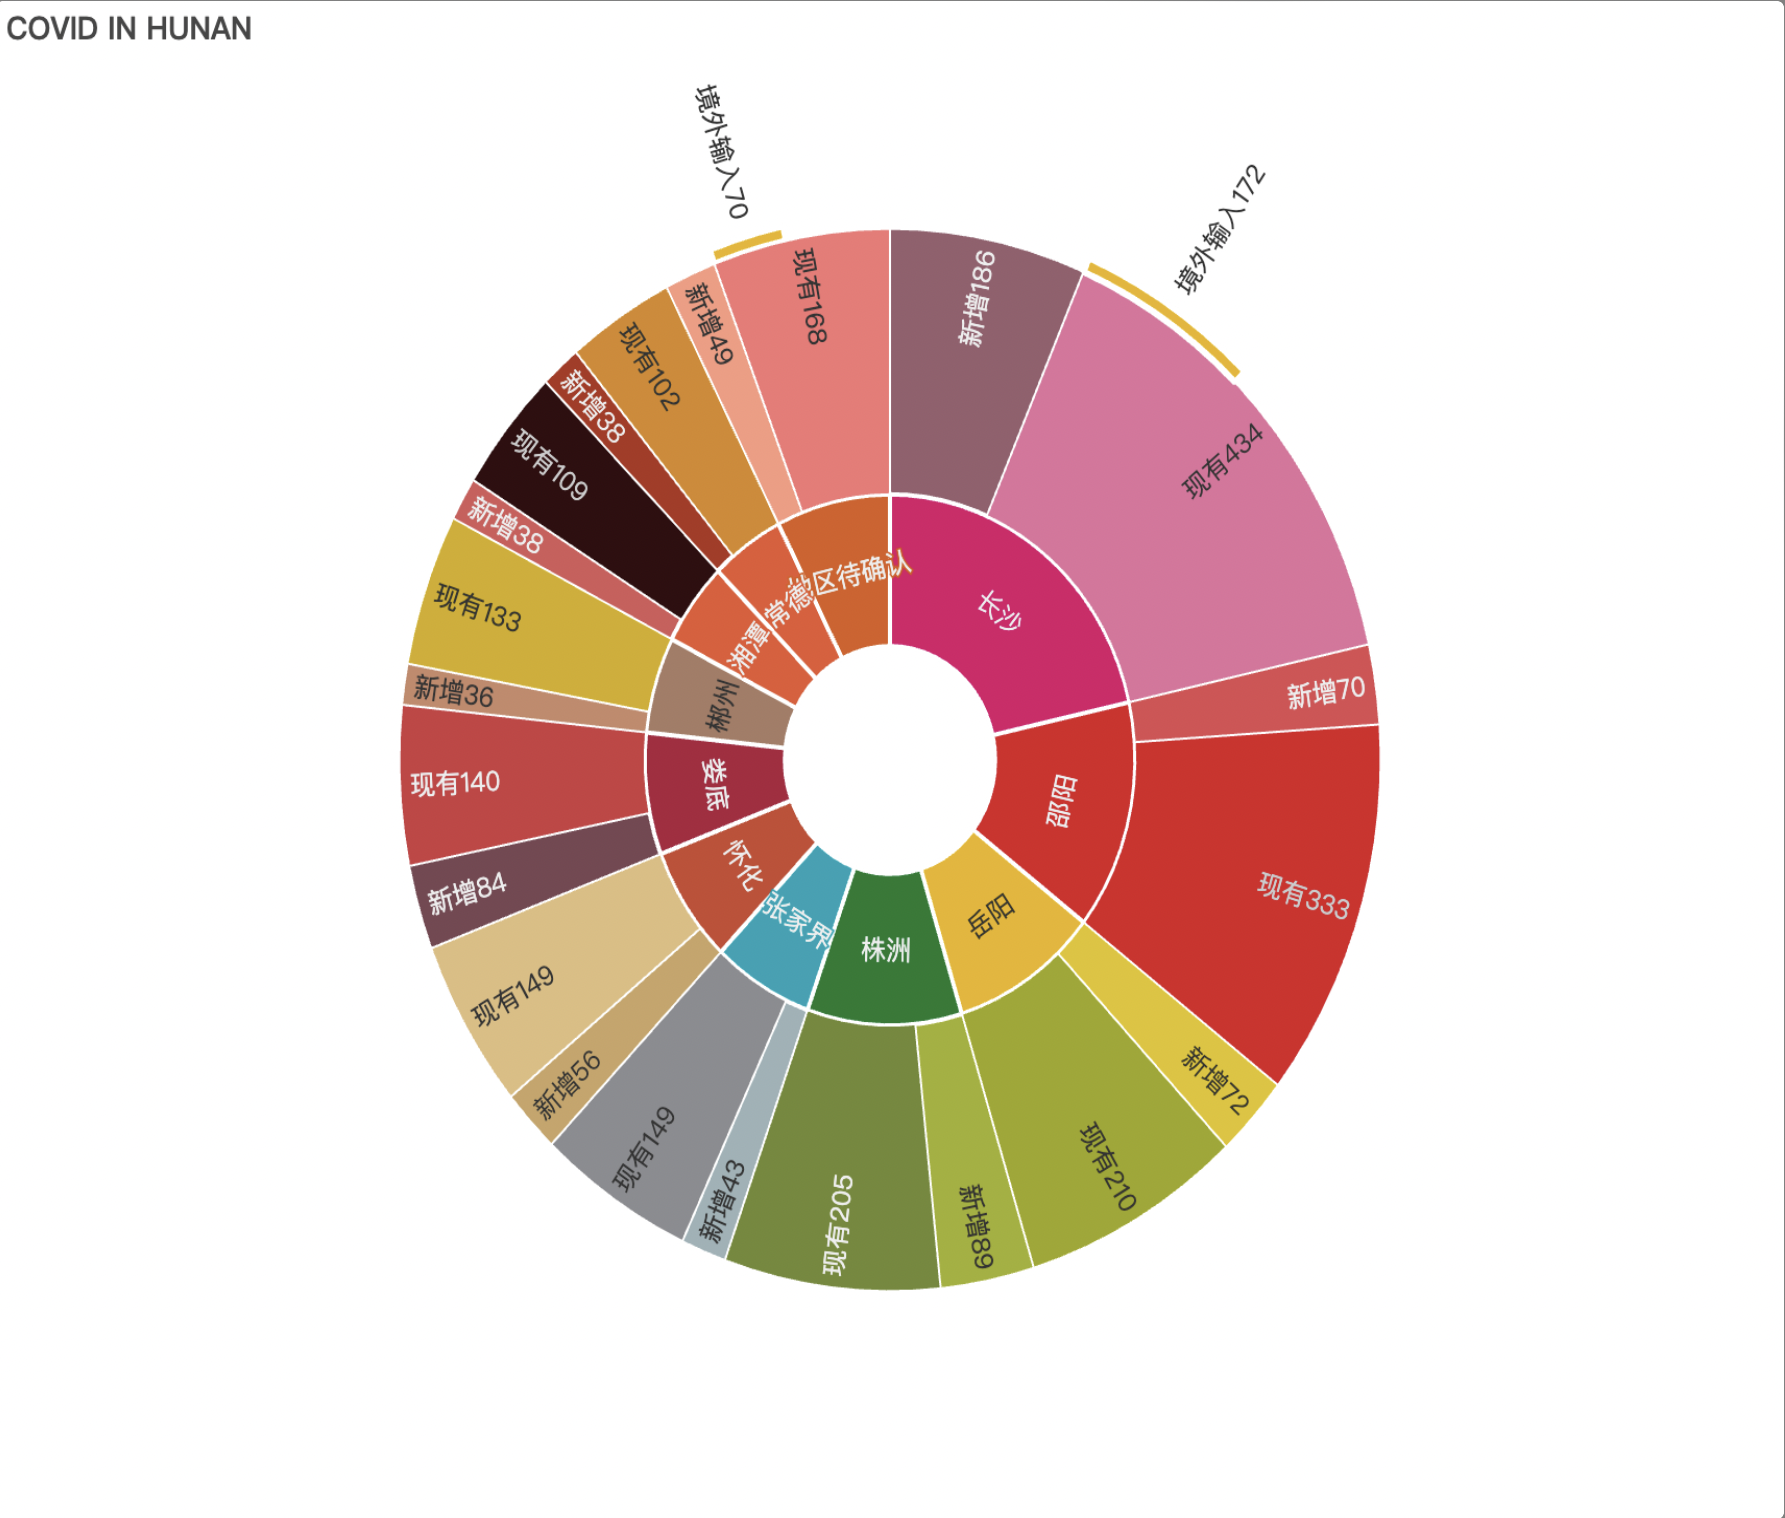 COVID IN HUNAN
境外输入70
境外输入172
新增186
现有434
新增70
现有333
新增72
现有210
新增89
现有205
新增43
现有149
新增56
现有149
新增84
现有140
新增36
现有133
新增38
现有109
新增38
现有102
新增49
现有168
长沙
邵阳
岳阳
株洲
张家界
怀化
娄底
郴州
湘潭
常德
区待确认